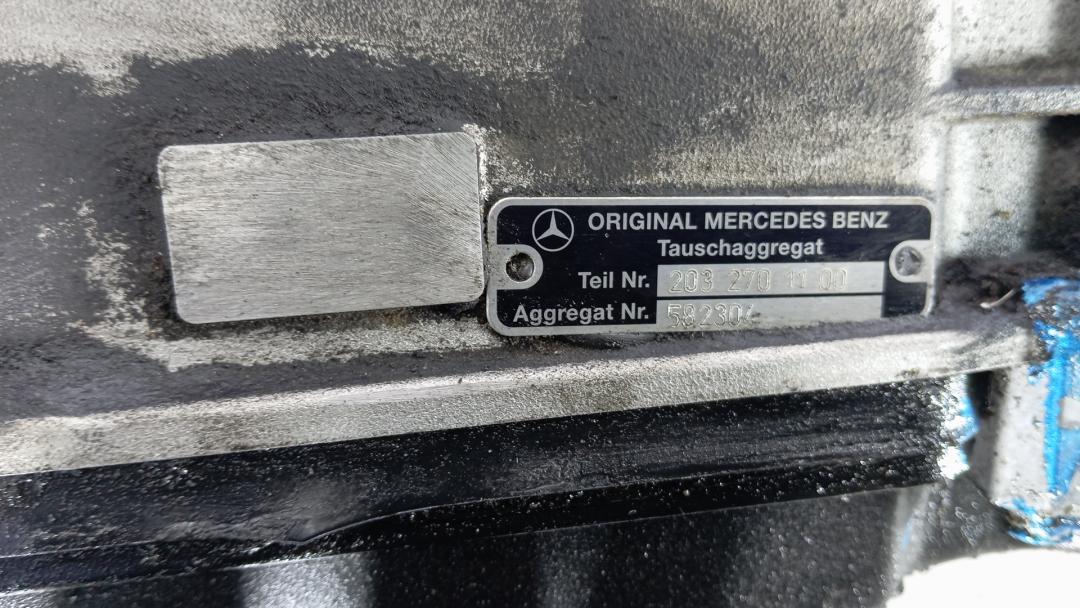 ORIGINAL MERCEDES BENZ
Tauschaggregat
Teil Nr. 203 270 11 00
Aggregat Nr. 582304